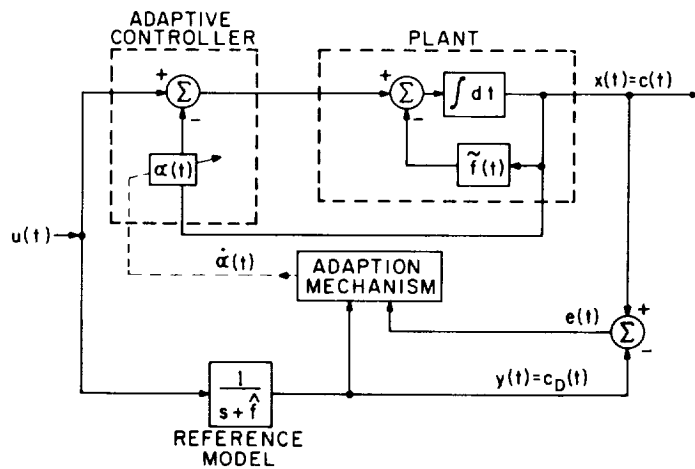 ADAPTIVE
CONTROLLER
PLANT
+
Σ
-
+
Σ
-
∫ dt
x(t)=c(t)
α(t)
f̃(t)
u(t)
α̇(t)
ADAPTION
MECHANISM
e(t)
+
Σ
-
1
s+f̂
y(t)=c_D(t)
REFERENCE
MODEL